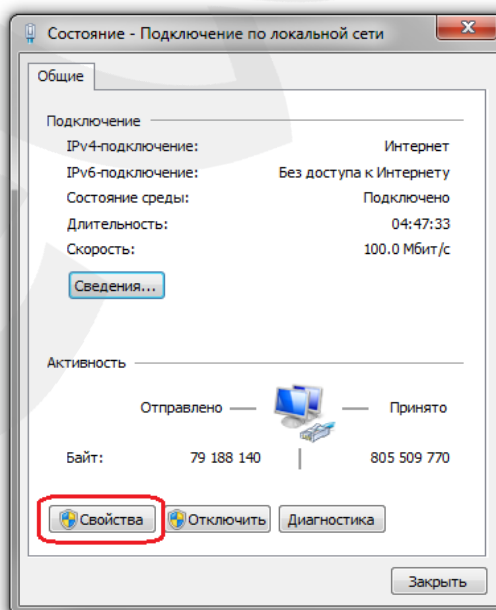 Состояние - Подключение по локальной сети
Общие
Подключение
IPv4-подключение: Интернет
IPv6-подключение: Без доступа к Интернету
Состояние среды: Подключено
Длительность: 04:47:33
Скорость: 100.0 Мбит/с
Сведения...
Активность
Отправлено — — Принято
Байт: 79 188 140 | 805 509 770
Свойства Отключить Диагностика
Закрыть